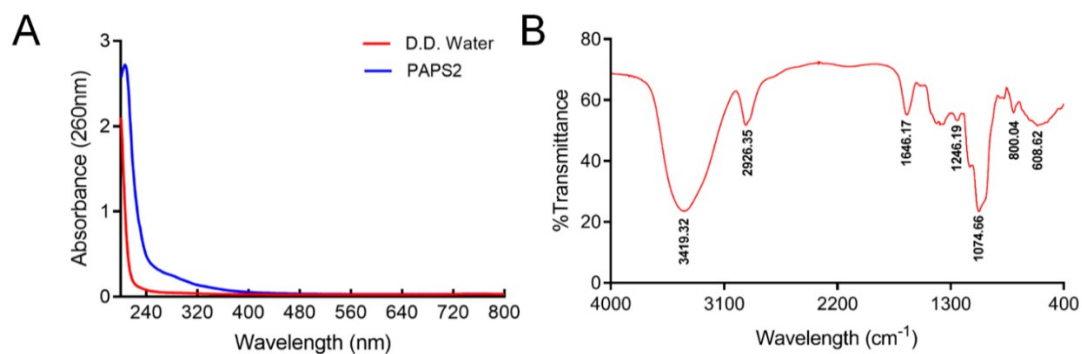 A
Absorbance (260nm)
3
2
1
0
240 320 400 480 560 640 720 800
Wavelength (nm)
D.D. Water
PAPS2
B
%Transmittance
80
60
40
20
0
3419.32
2926.35
1646.17
1246.19
1074.66
800.04
608.62
4000 3100 2200 1300 400
Wavelength (cm⁻¹)